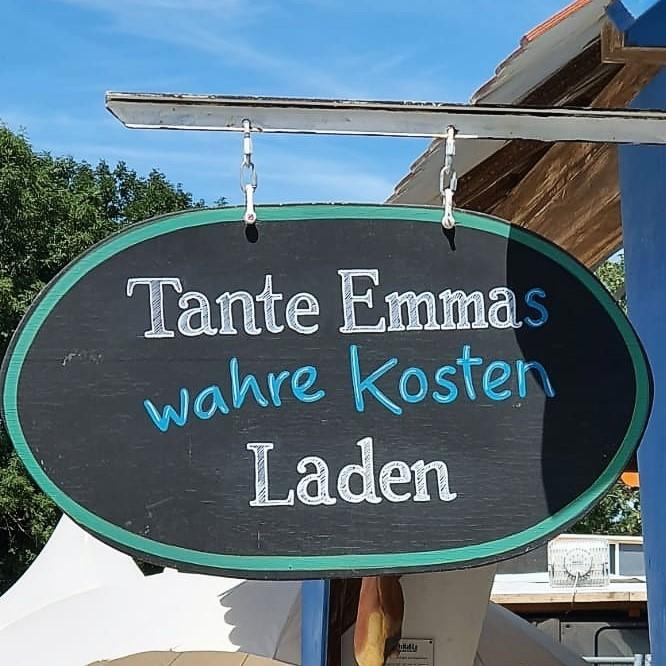 Tante Emmas
wahre Kosten
Laden